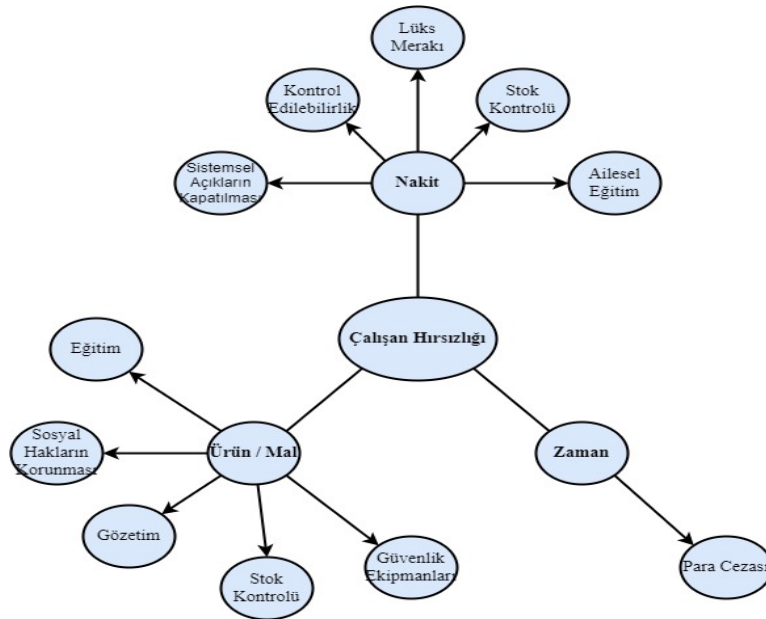 Lüks
Merakı
Kontrol
Edilebilirlik
Stok
Kontrolü
Sistemsel
Açıkların
Kapatılması
Nakit
Ailesel
Eğitim
Çalışan Hırsızlığı
Eğitim
Sosyal
Hakların
Korunması
Ürün / Mal
Zaman
Gözetim
Stok
Kontrolü
Güvenlik
Ekipmanları
Para Cezası